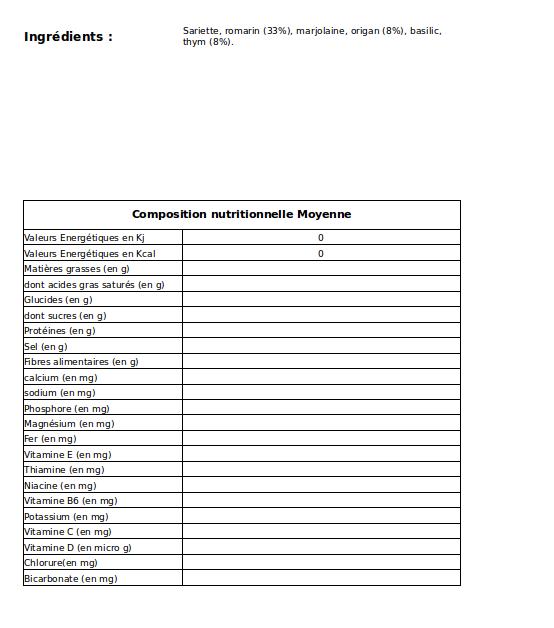 Ingrédients :
Sariette, romarin (33%), marjolaine, origan (8%), basilic,
thym (8%).
Composition nutritionnelle Moyenne
Valeurs Energétiques en Kj 0
Valeurs Energétiques en Kcal 0
Matières grasses (en g)
dont acides gras saturés (en g)
Glucides (en g)
dont sucres (en g)
Protéines (en g)
Sel (en g)
Fibres alimentaires (en g)
calcium (en mg)
sodium (en mg)
Phosphore (en mg)
Magnésium (en mg)
Fer (en mg)
Vitamine E (en mg)
Thiamine (en mg)
Niacine (en mg)
Vitamine B6 (en mg)
Potassium (en mg)
Vitamine C (en mg)
Vitamine D (en micro g)
Chlorure(en mg)
Bicarbonate (en mg)